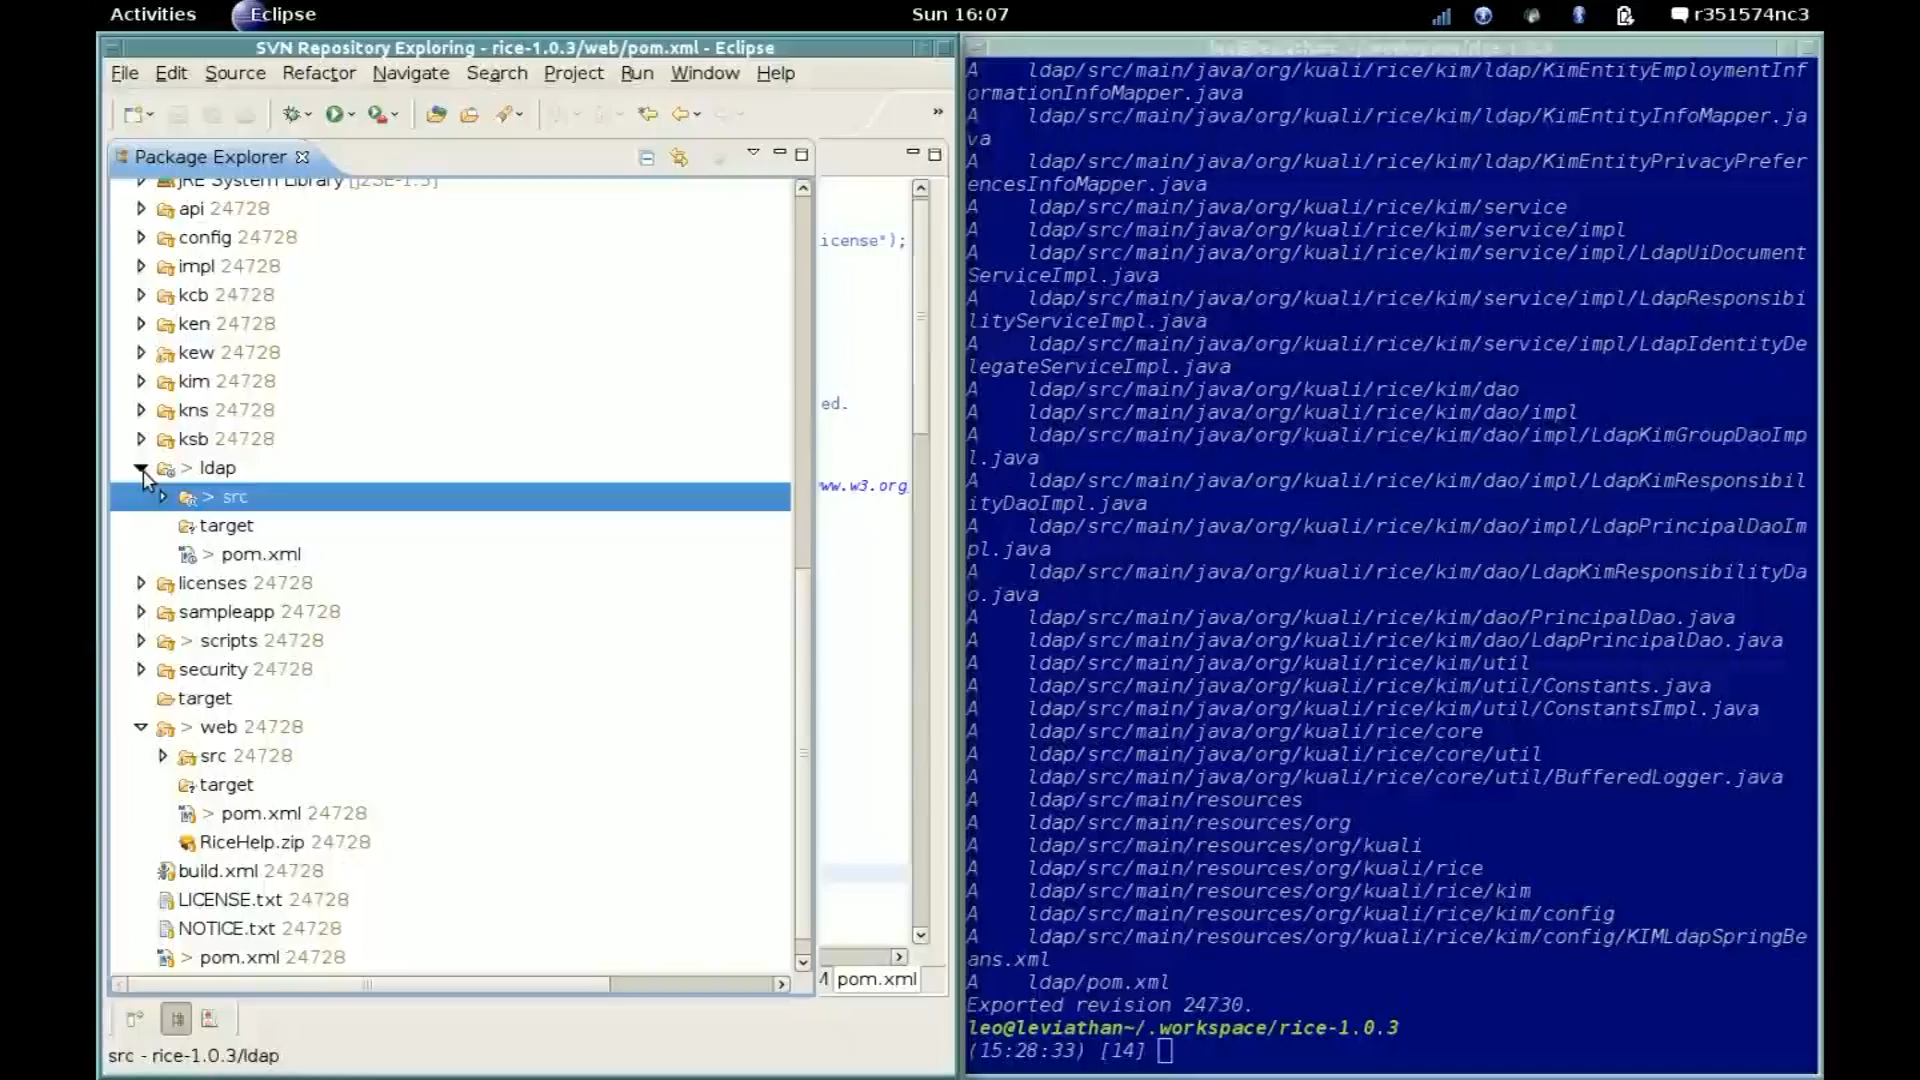 Activities
Eclipse
Sun 16:07
r351574nc3
SVN Repository Exploring - rice-1.0.3/web/pom.xml - Eclipse
File Edit Source Refactor Navigate Search Project Run Window Help
Package Explorer
JRE System Library [J2SE-1.5]
api 24728
config 24728
impl 24728
kcb 24728
ken 24728
kew 24728
kim 24728
kns 24728
ksb 24728
> ldap
> src
target
> pom.xml
licenses 24728
sampleapp 24728
> scripts 24728
security 24728
target
> web 24728
src 24728
target
> pom.xml 24728
RiceHelp.zip 24728
build.xml 24728
LICENSE.txt 24728
NOTICE.txt 24728
> pom.xml 24728
icense");
ed.
ww.w3.org
pom.xml
src - rice-1.0.3/ldap
A ldap/src/main/java/org/kuali/rice/kim/ldap/KimEntityEmploymentInf
ormationInfoMapper.java
A ldap/src/main/java/org/kuali/rice/kim/ldap/KimEntityInfoMapper.ja
va
A ldap/src/main/java/org/kuali/rice/kim/ldap/KimEntityPrivacyPrefer
encesInfoMapper.java
A ldap/src/main/java/org/kuali/rice/kim/service
A ldap/src/main/java/org/kuali/rice/kim/service/impl
A ldap/src/main/java/org/kuali/rice/kim/service/impl/LdapUiDocument
ServiceImpl.java
A ldap/src/main/java/org/kuali/rice/kim/service/impl/LdapResponsibi
lityServiceImpl.java
A ldap/src/main/java/org/kuali/rice/kim/service/impl/LdapIdentityDe
legateServiceImpl.java
A ldap/src/main/java/org/kuali/rice/kim/dao
A ldap/src/main/java/org/kuali/rice/kim/dao/impl
A ldap/src/main/java/org/kuali/rice/kim/dao/impl/LdapKimGroupDaoImp
l.java
A ldap/src/main/java/org/kuali/rice/kim/dao/impl/LdapKimResponsibil
ityDaoImpl.java
A ldap/src/main/java/org/kuali/rice/kim/dao/impl/LdapPrincipalDaoIm
pl.java
A ldap/src/main/java/org/kuali/rice/kim/dao/LdapKimResponsibilityDa
o.java
A ldap/src/main/java/org/kuali/rice/kim/dao/PrincipalDao.java
A ldap/src/main/java/org/kuali/rice/kim/dao/LdapPrincipalDao.java
A ldap/src/main/java/org/kuali/rice/kim/util
A ldap/src/main/java/org/kuali/rice/kim/util/Constants.java
A ldap/src/main/java/org/kuali/rice/kim/util/ConstantsImpl.java
A ldap/src/main/java/org/kuali/rice/core
A ldap/src/main/java/org/kuali/rice/core/util
A ldap/src/main/java/org/kuali/rice/core/util/BufferedLogger.java
A ldap/src/main/resources
A ldap/src/main/resources/org
A ldap/src/main/resources/org/kuali
A ldap/src/main/resources/org/kuali/rice
A ldap/src/main/resources/org/kuali/rice/kim
A ldap/src/main/resources/org/kuali/rice/kim/config
A ldap/src/main/resources/org/kuali/rice/kim/config/KIMLdapSpringBe
ans.xml
A ldap/pom.xml
Exported revision 24730.
leo@leviathan~/.workspace/rice-1.0.3
(15:28:33) [14]